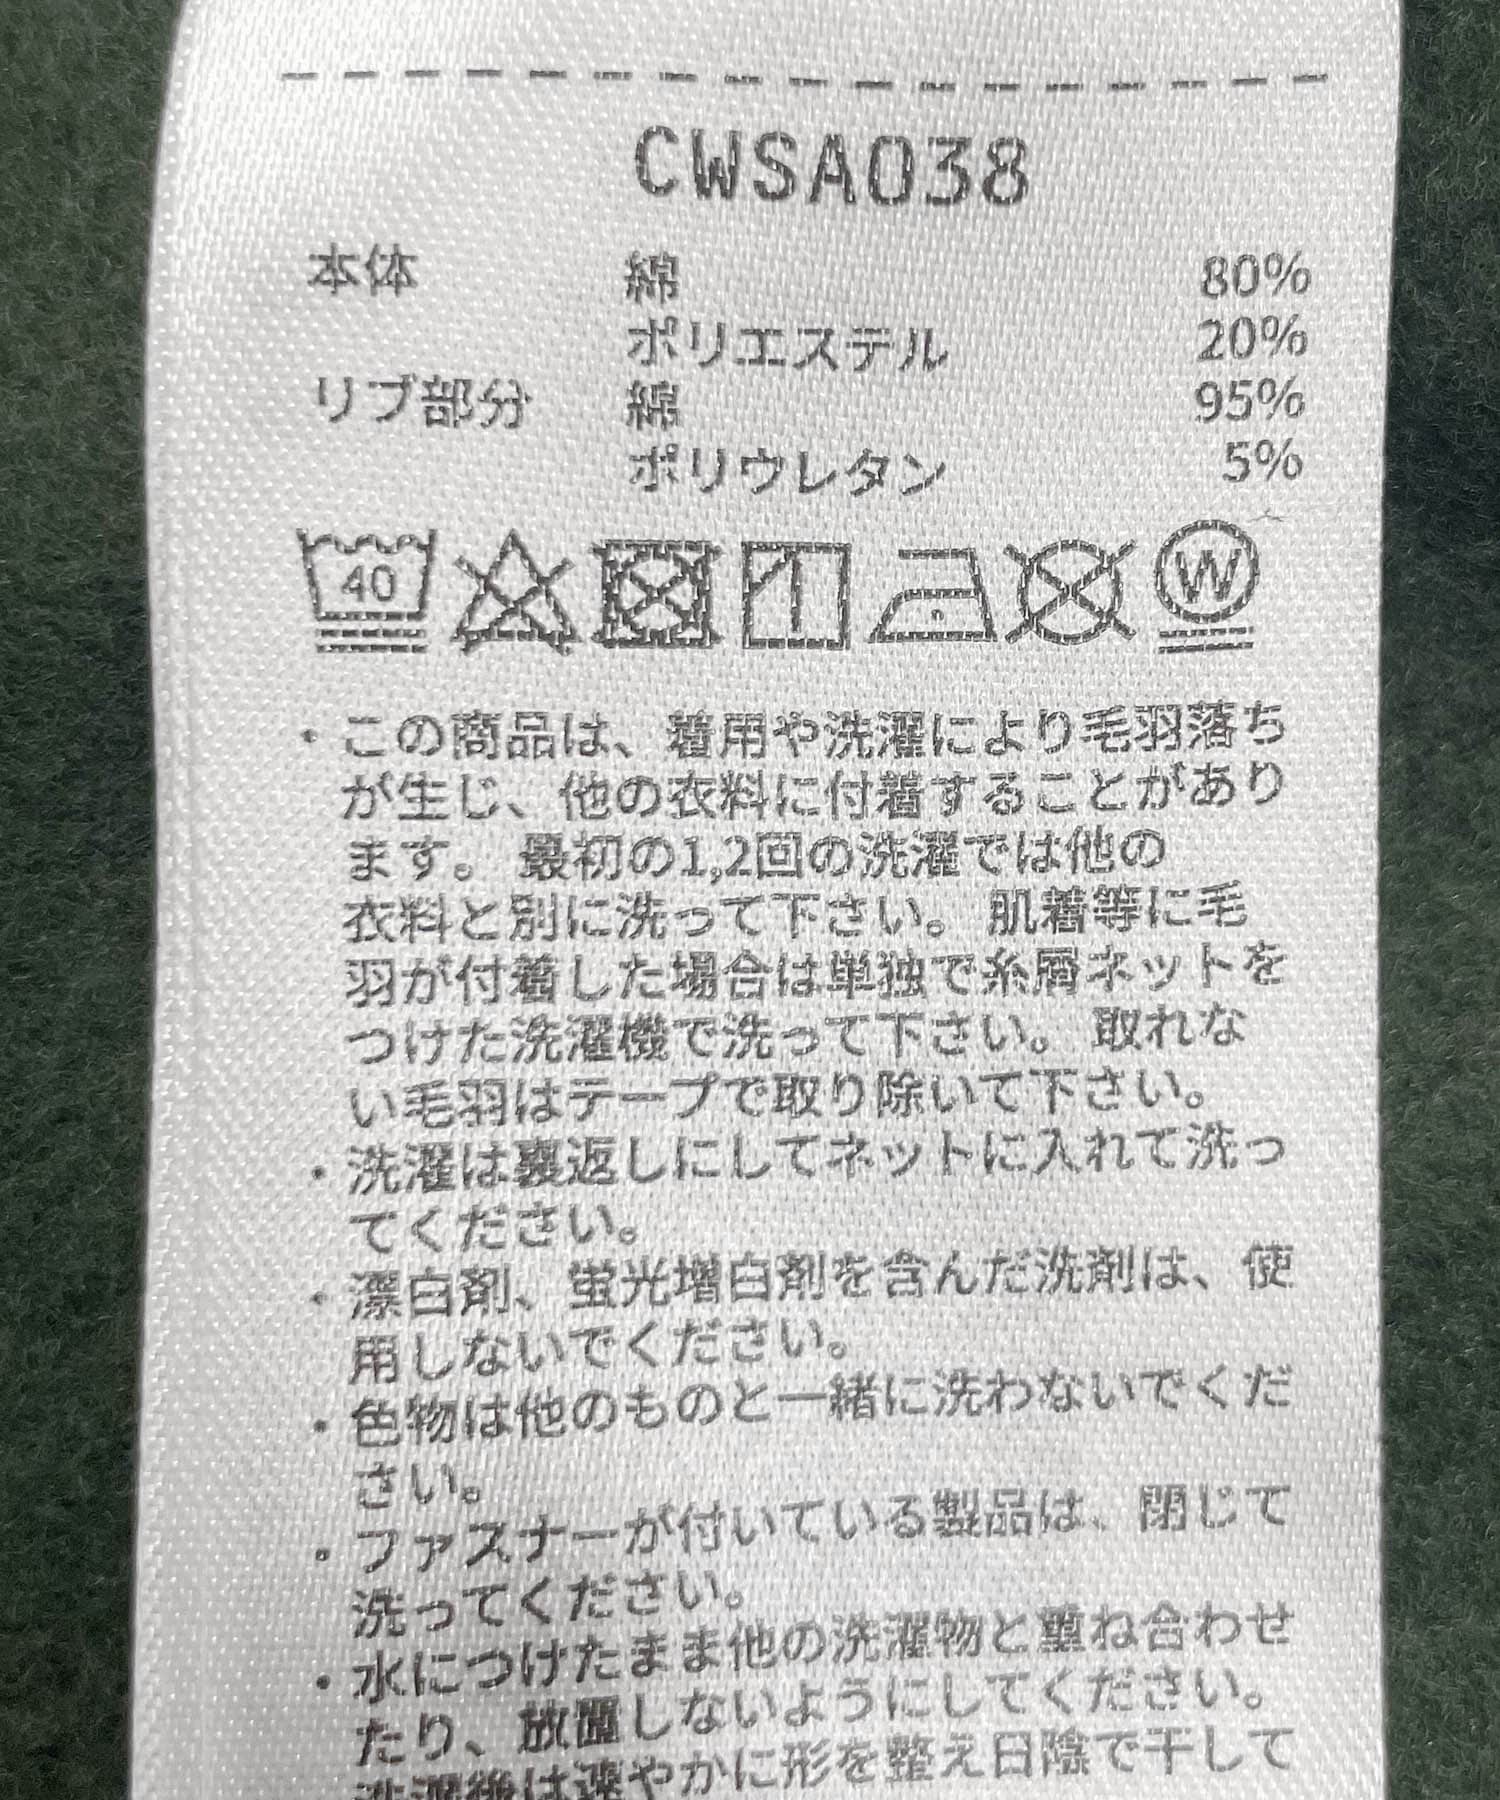 CWSA038
本体 綿 80%
ポリエステル 20%
リブ部分 綿 95%
ポリウレタン 5%
40 W
・この商品は、着用や洗濯により毛羽落ち
が生じ、他の衣料に付着することがあり
ます。最初の1,2回の洗濯では他の
衣料と別に洗って下さい。肌着等に毛
羽が付着した場合は単独で糸屑ネットを
つけた洗濯機で洗って下さい。取れな
い毛羽はテープで取り除いて下さい。
・洗濯は裏返しにしてネットに入れて洗っ
てください。
・漂白剤、蛍光増白剤を含んだ洗剤は、使
用しないでください。
・色物は他のものと一緒に洗わないでくだ
さい。
・ファスナーが付いている製品は、閉じて
洗ってください。
・水につけたまま他の洗濯物と重ね合わせ
たり、放置しないようにしてください。
洗濯後は速やかに形を整え日陰で干して